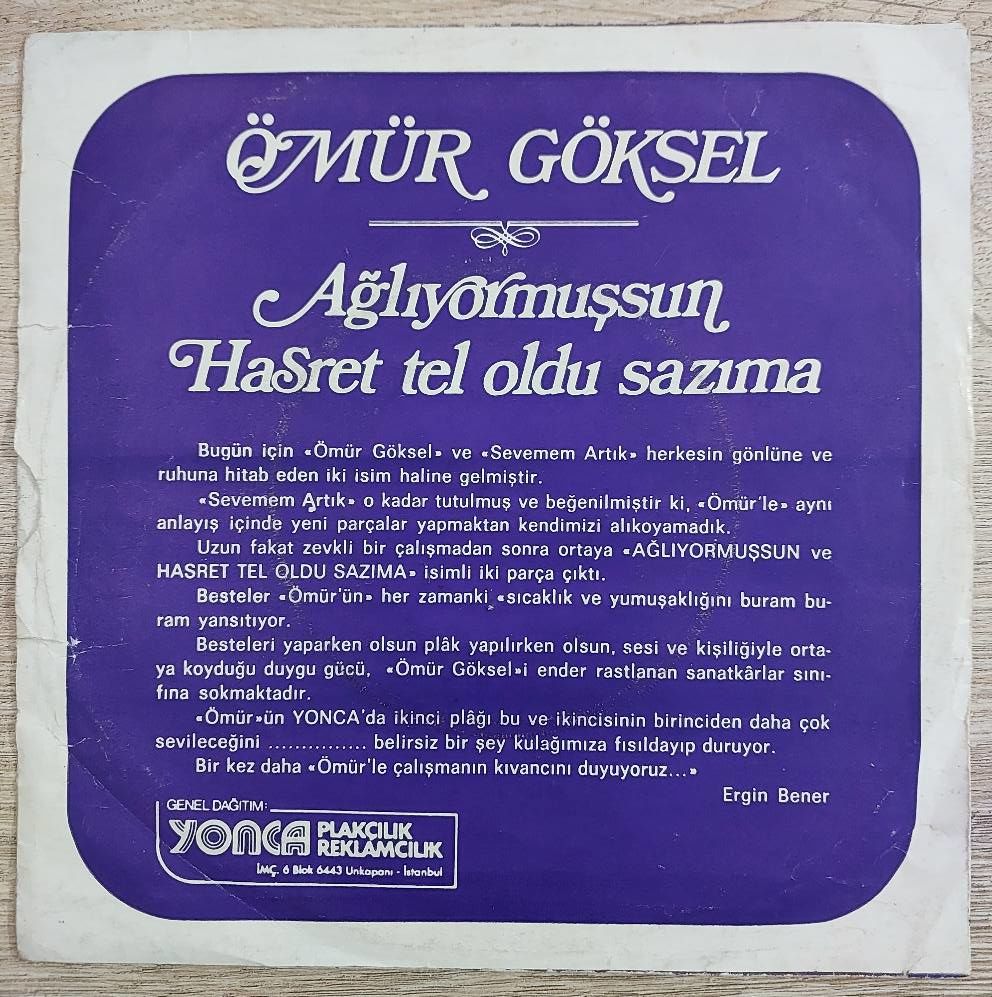 ÖMÜR GÖKSEL
Ağlıyormuşsun
Hasret tel oldu sazıma
Bugün için «Ömür Göksel» ve «Sevemem Artık» herkesin gönlüne ve
ruhuna hitab eden iki isim haline gelmiştir.
«Sevemem Artık» o kadar tutulmuş ve beğenilmiştir ki, «Ömür'le» aynı
anlayış içinde yeni parçalar yapmaktan kendimizi alıkoyamadık.
Uzun fakat zevkli bir çalışmadan sonra ortaya «AĞLIYORMUŞSUN ve
HASRET TEL OLDU SAZIMA» isimli iki parça çıktı.
Besteler «Ömür'ün» her zamanki «sıcaklık ve yumuşaklığını buram bu-
ram yansıtıyor.
Besteleri yaparken olsun plâk yapılırken olsun, sesi ve kişiliğiyle orta-
ya koyduğu duygu gücü, «Ömür Göksel»i ender rastlanan sanatkârlar sını-
fına sokmaktadır.
«Ömür»ün YONCA'da ikinci plâğı bu ve ikincisinin birinciden daha çok
sevileceğini ............... belirsiz bir şey kulağımıza fısıldayıp duruyor.
Bir kez daha «Ömür'le çalışmanın kıvancını duyuyoruz...»
Ergin Bener
GENEL DAĞITIM:
YONCA PLAKÇILIK
REKLAMCILIK
İMÇ. 6 Blok 6443 Unkapanı - İstanbul